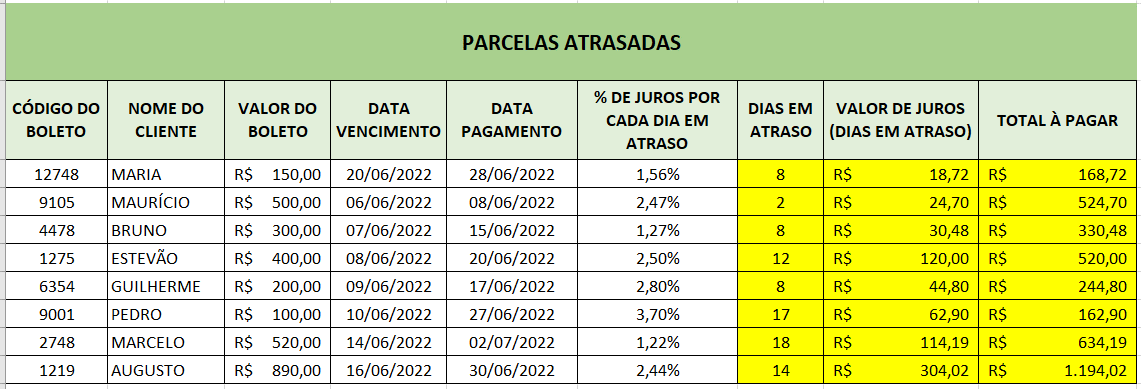 PARCELAS ATRASADAS
CÓDIGO DO BOLETO NOME DO CLIENTE VALOR DO BOLETO DATA VENCIMENTO DATA PAGAMENTO % DE JUROS POR CADA DIA EM ATRASO DIAS EM ATRASO VALOR DE JUROS (DIAS EM ATRASO) TOTAL À PAGAR
12748 MARIA R$ 150,00 20/06/2022 28/06/2022 1,56% 8 R$ 18,72 R$ 168,72
9105 MAURÍCIO R$ 500,00 06/06/2022 08/06/2022 2,47% 2 R$ 24,70 R$ 524,70
4478 BRUNO R$ 300,00 07/06/2022 15/06/2022 1,27% 8 R$ 30,48 R$ 330,48
1275 ESTEVÃO R$ 400,00 08/06/2022 20/06/2022 2,50% 12 R$ 120,00 R$ 520,00
6354 GUILHERME R$ 200,00 09/06/2022 17/06/2022 2,80% 8 R$ 44,80 R$ 244,80
9001 PEDRO R$ 100,00 10/06/2022 27/06/2022 3,70% 17 R$ 62,90 R$ 162,90
2748 MARCELO R$ 520,00 14/06/2022 02/07/2022 1,22% 18 R$ 114,19 R$ 634,19
1219 AUGUSTO R$ 890,00 16/06/2022 30/06/2022 2,44% 14 R$ 304,02 R$ 1.194,02